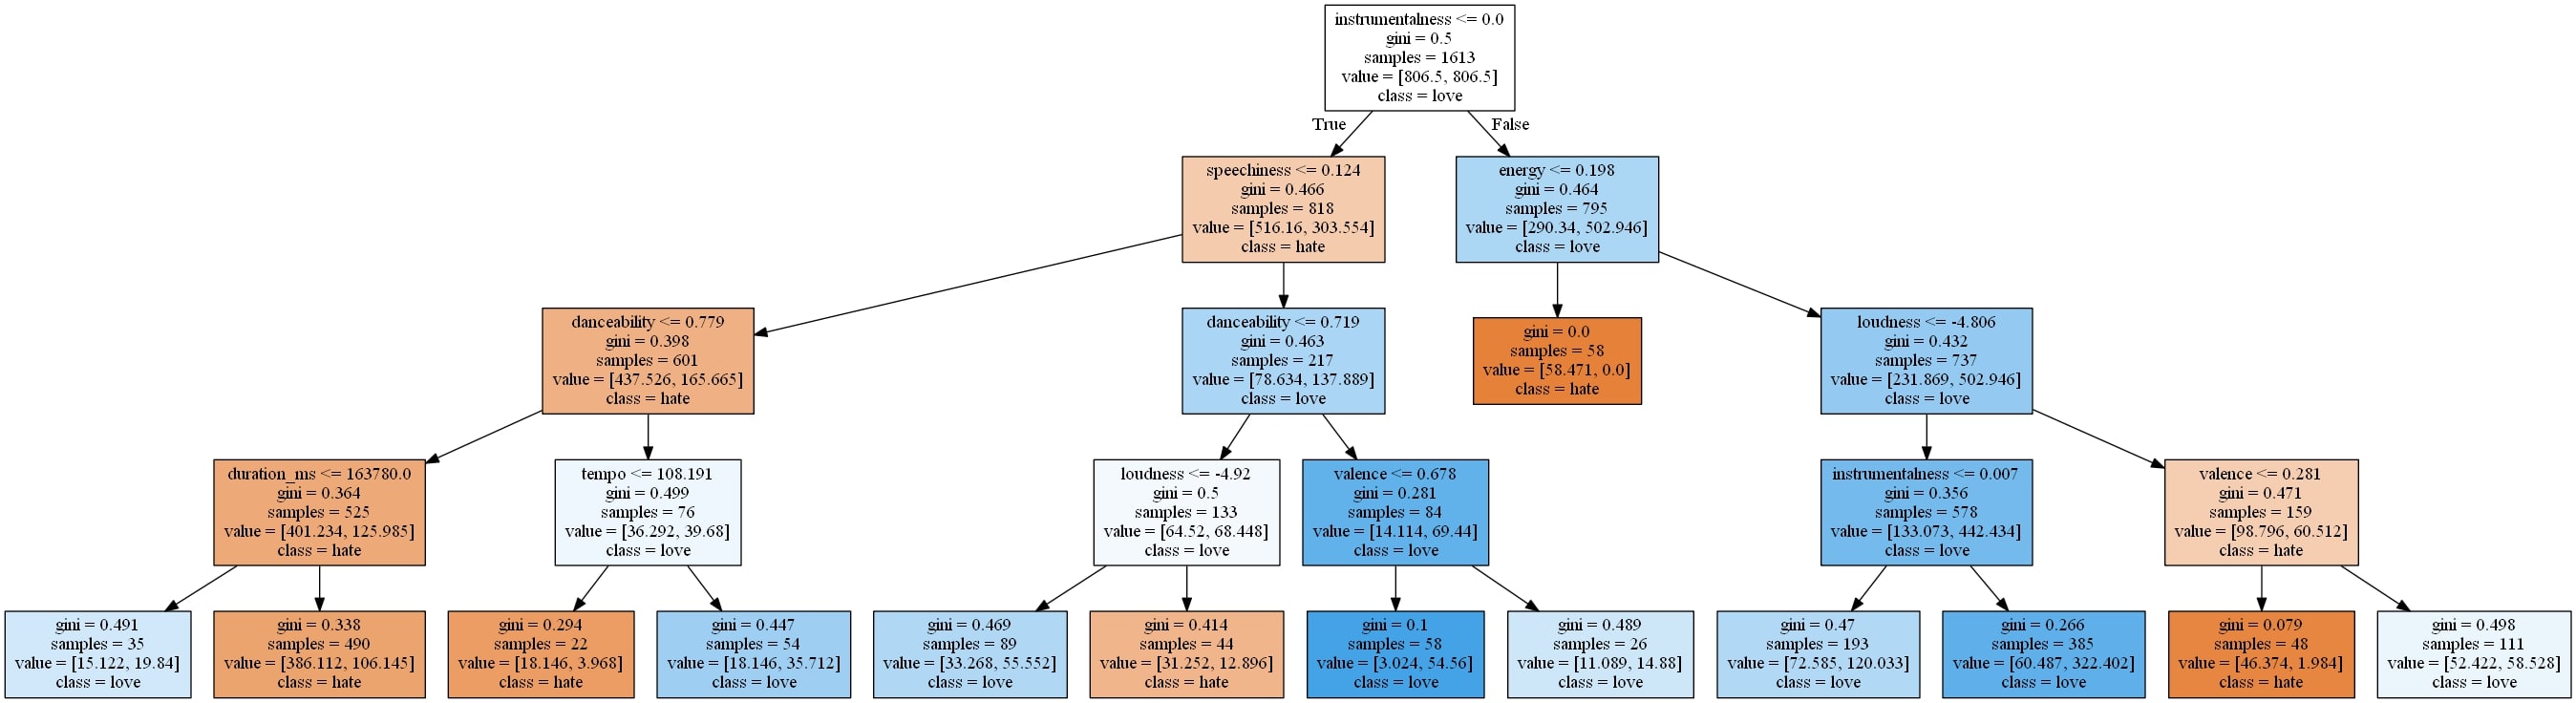 instrumentalness <= 0.0
gini = 0.5
samples = 1613
value = [806.5, 806.5]
class = love
True
False
speechiness <= 0.124
gini = 0.466
samples = 818
value = [516.16, 303.554]
class = hate
energy <= 0.198
gini = 0.464
samples = 795
value = [290.34, 502.946]
class = love
danceability <= 0.779
gini = 0.398
samples = 601
value = [437.526, 165.665]
class = hate
danceability <= 0.719
gini = 0.463
samples = 217
value = [78.634, 137.889]
class = love
gini = 0.0
samples = 58
value = [58.471, 0.0]
class = hate
loudness <= -4.806
gini = 0.432
samples = 737
value = [231.869, 502.946]
class = love
duration_ms <= 163780.0
gini = 0.364
samples = 525
value = [401.234, 125.985]
class = hate
tempo <= 108.191
gini = 0.499
samples = 76
value = [36.292, 39.68]
class = love
loudness <= -4.92
gini = 0.5
samples = 133
value = [64.52, 68.448]
class = love
valence <= 0.678
gini = 0.281
samples = 84
value = [14.114, 69.44]
class = love
instrumentalness <= 0.007
gini = 0.356
samples = 578
value = [133.073, 442.434]
class = love
valence <= 0.281
gini = 0.471
samples = 159
value = [98.796, 60.512]
class = hate
gini = 0.491
samples = 35
value = [15.122, 19.84]
class = love
gini = 0.338
samples = 490
value = [386.112, 106.145]
class = hate
gini = 0.294
samples = 22
value = [18.146, 3.968]
class = hate
gini = 0.447
samples = 54
value = [18.146, 35.712]
class = love
gini = 0.469
samples = 89
value = [33.268, 55.552]
class = love
gini = 0.414
samples = 44
value = [31.252, 12.896]
class = hate
gini = 0.1
samples = 58
value = [3.024, 54.56]
class = love
gini = 0.489
samples = 26
value = [11.089, 14.88]
class = love
gini = 0.47
samples = 193
value = [72.585, 120.033]
class = love
gini = 0.266
samples = 385
value = [60.487, 322.402]
class = love
gini = 0.079
samples = 48
value = [46.374, 1.984]
class = hate
gini = 0.498
samples = 111
value = [52.422, 58.528]
class = love